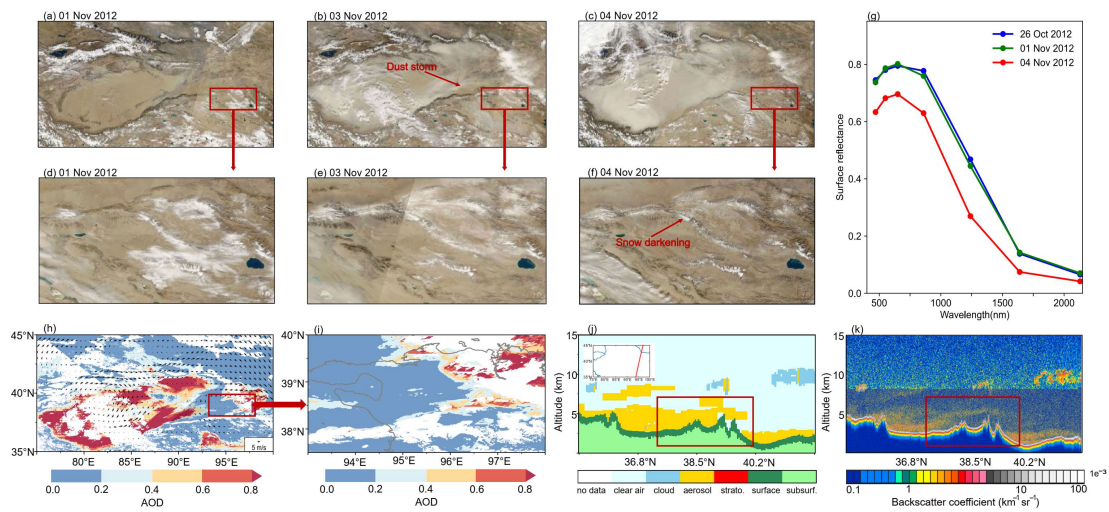 (a) 01 Nov 2012
(b) 03 Nov 2012
Dust storm
(c) 04 Nov 2012
(d) 01 Nov 2012
(e) 03 Nov 2012
(f) 04 Nov 2012
Snow darkening
(g)
26 Oct 2012
01 Nov 2012
04 Nov 2012
Surface reflectance
0.8
0.6
0.4
0.2
0.0
500 1000 1500 2000
Wavelength(nm)
(h)
45°N
40°N
35°N
5 m/s
80°E 85°E 90°E 95°E
0.0 0.2 0.4 0.6 0.8
AOD
(i)
40°N
39°N
38°N
94°E 95°E 96°E 97°E
0.0 0.2 0.4 0.6 0.8
AOD
(j)
Altitude (km)
15
10
5
36.8°N 38.5°N 40.2°N
no data clear air cloud aerosol strato. surface subsurf.
(k)
Altitude (km)
15
10
5
36.8°N 38.5°N 40.2°N
1e⁻³
0.1 1 10 100
Backscatter coefficient (km⁻¹ sr⁻¹)